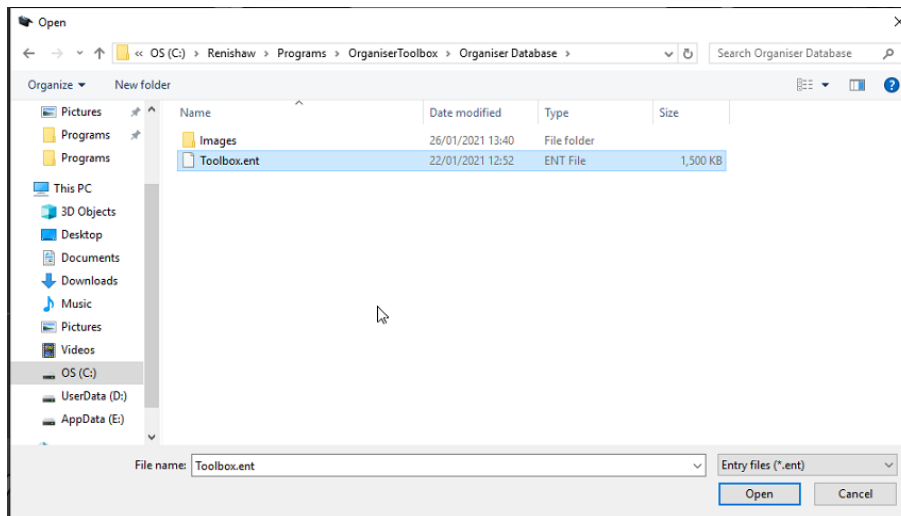 Open
« OS (C:) › Renishaw › Programs › OrganiserToolbox › Organiser Database ›
Search Organiser Database
Organize
New folder
Pictures
Programs
Programs
This PC
3D Objects
Desktop
Documents
Downloads
Music
Pictures
Videos
OS (C:)
UserData (D:)
AppData (E:)
Name Date modified Type Size
Images 26/01/2021 13:40 File folder
Toolbox.ent 22/01/2021 12:52 ENT File 1,500 KB
File name: Toolbox.ent
Entry files (*.ent)
Open Cancel